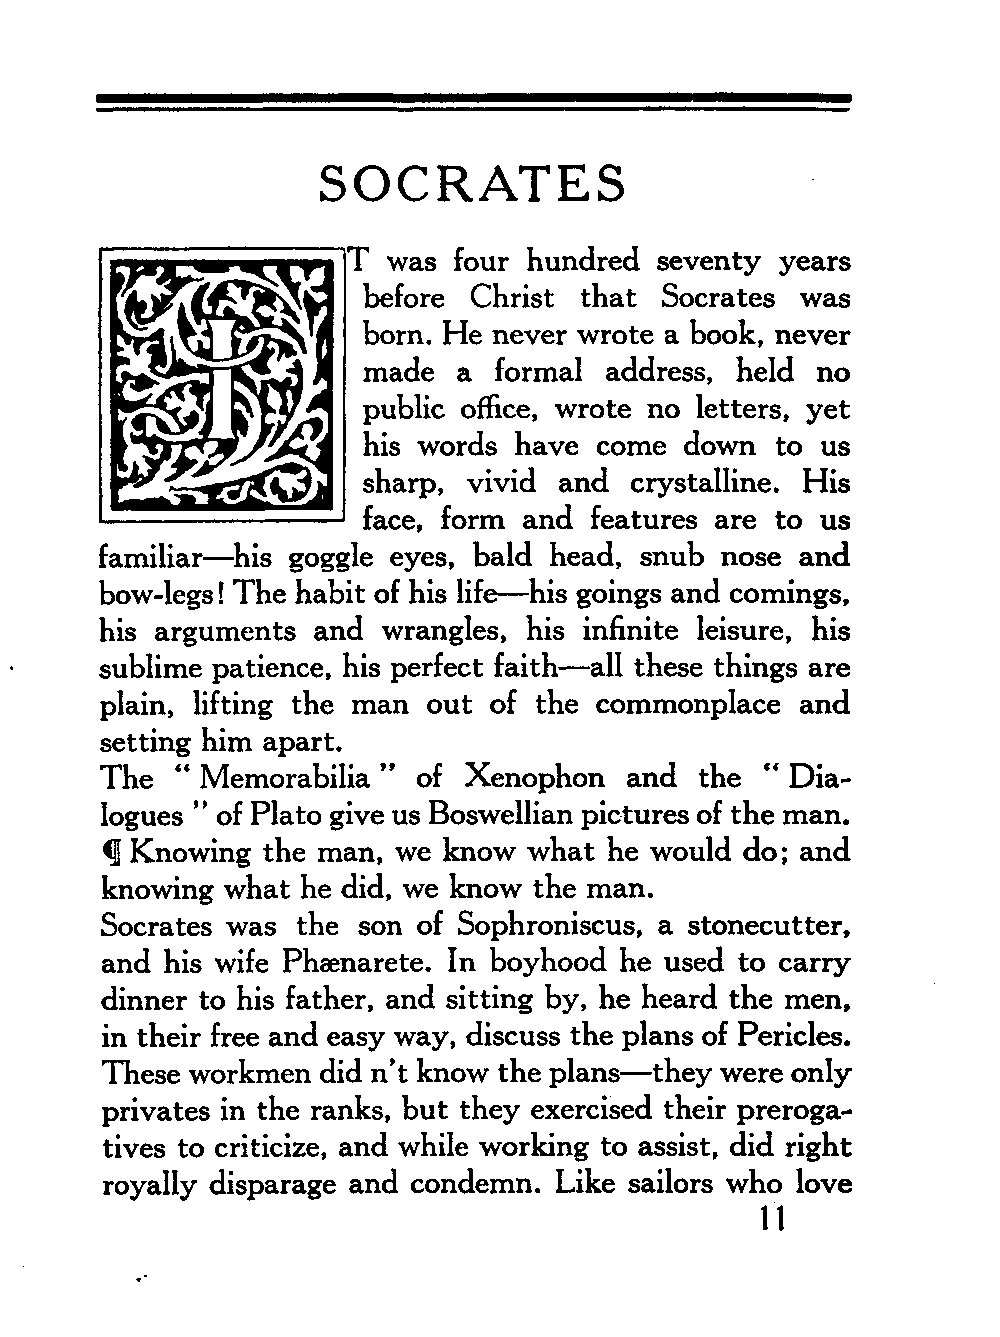 SOCRATES
IT was four hundred seventy years
before Christ that Socrates was
born. He never wrote a book, never
made a formal address, held no
public office, wrote no letters, yet
his words have come down to us
sharp, vivid and crystalline. His
face, form and features are to us
familiar—his goggle eyes, bald head, snub nose and
bow-legs! The habit of his life—his goings and comings,
his arguments and wrangles, his infinite leisure, his
sublime patience, his perfect faith—all these things are
plain, lifting the man out of the commonplace and
setting him apart.
The “ Memorabilia ” of Xenophon and the “ Dia-
logues ” of Plato give us Boswellian pictures of the man.
¶ Knowing the man, we know what he would do; and
knowing what he did, we know the man.
Socrates was the son of Sophroniscus, a stonecutter,
and his wife Phænarete. In boyhood he used to carry
dinner to his father, and sitting by, he heard the men,
in their free and easy way, discuss the plans of Pericles.
These workmen did n't know the plans—they were only
privates in the ranks, but they exercised their preroga-
tives to criticize, and while working to assist, did right
royally disparage and condemn. Like sailors who love
11